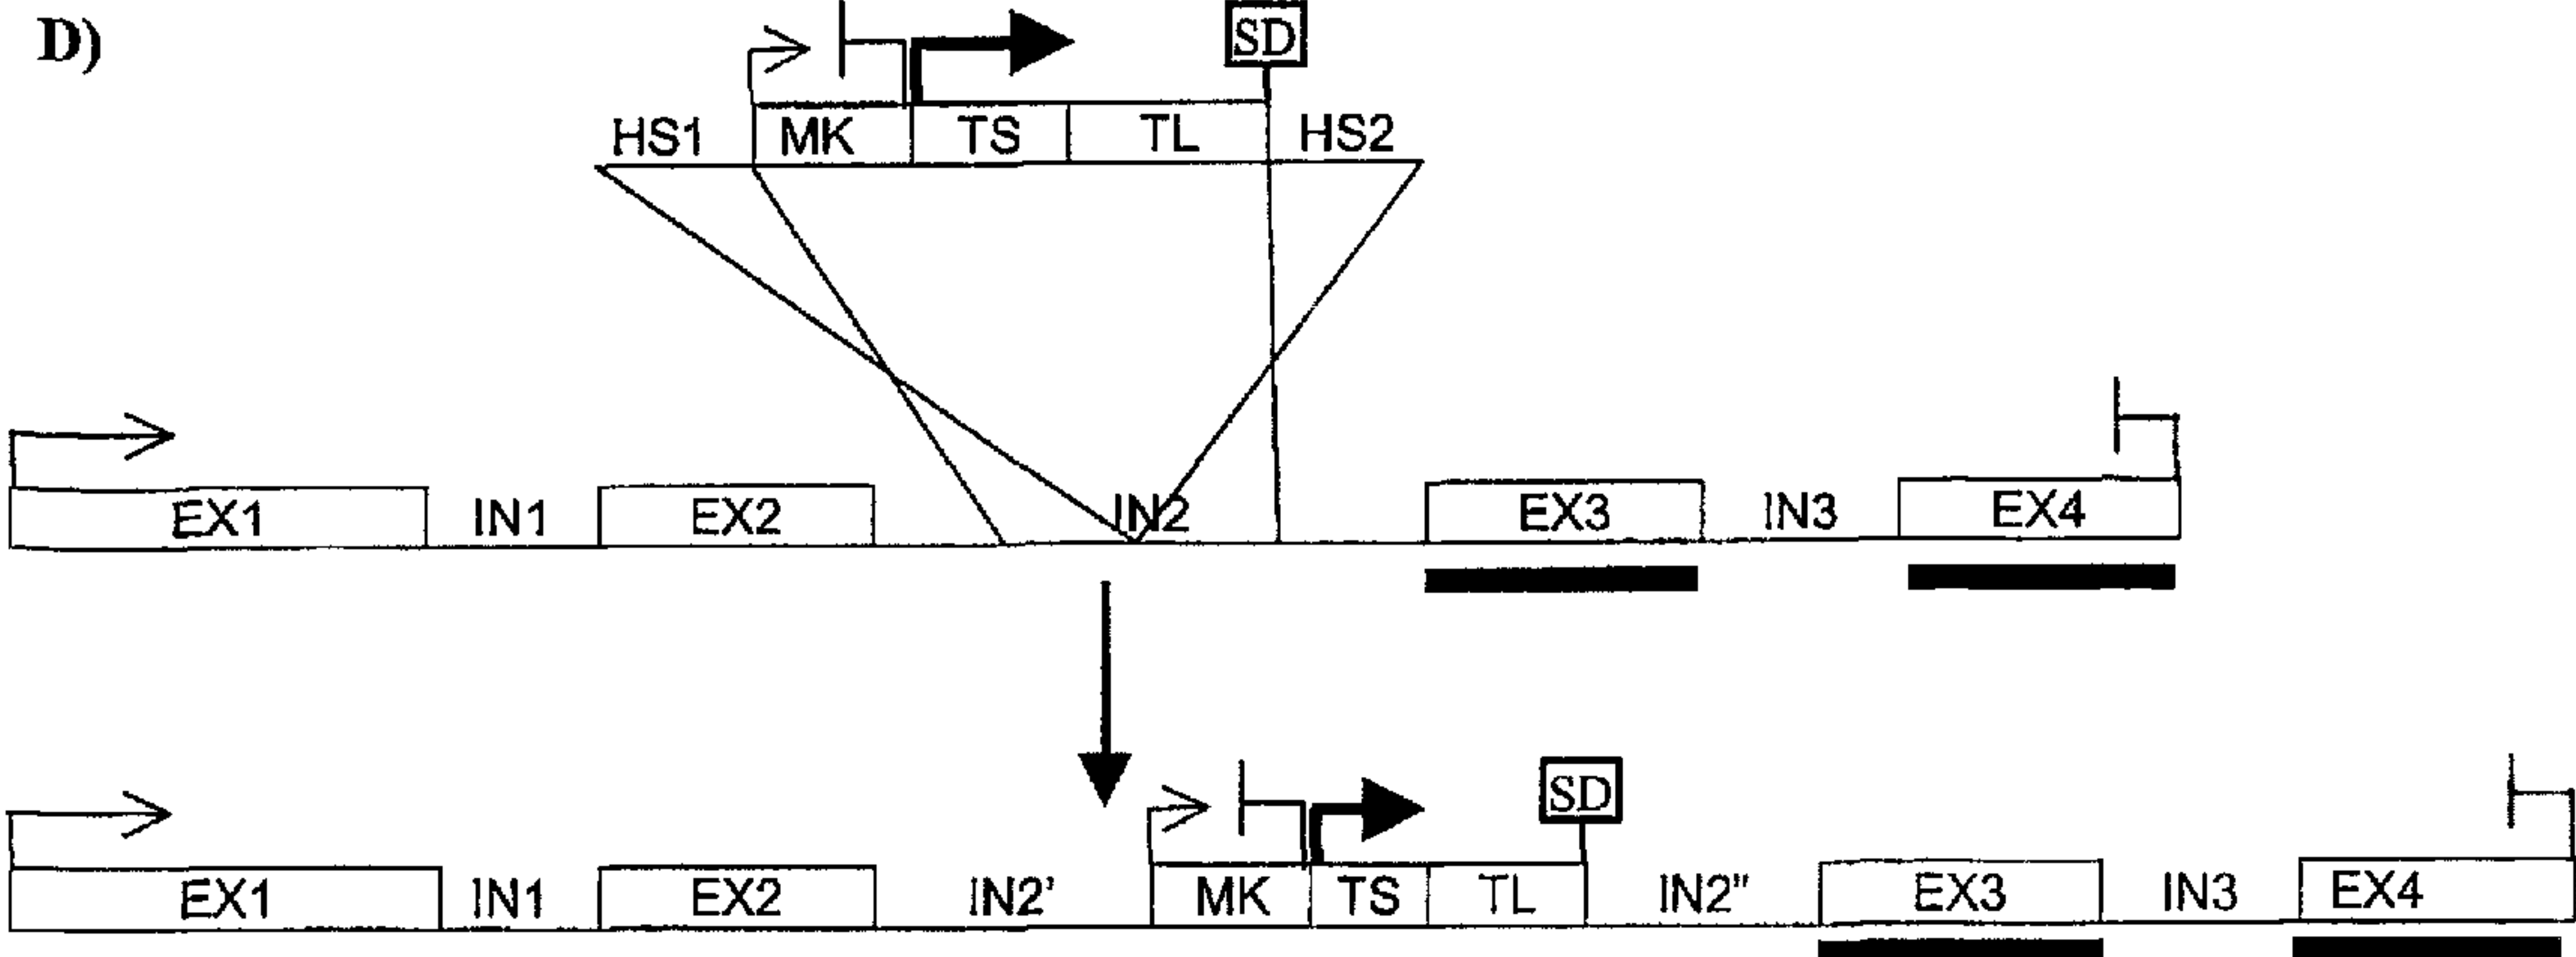 D)
SD
HS1 MK TS TL HS2
EX1 IN1 EX2 IN2 EX3 IN3 EX4
SD
EX1 IN1 EX2 IN2' MK TS TL IN2" EX3 IN3 EX4